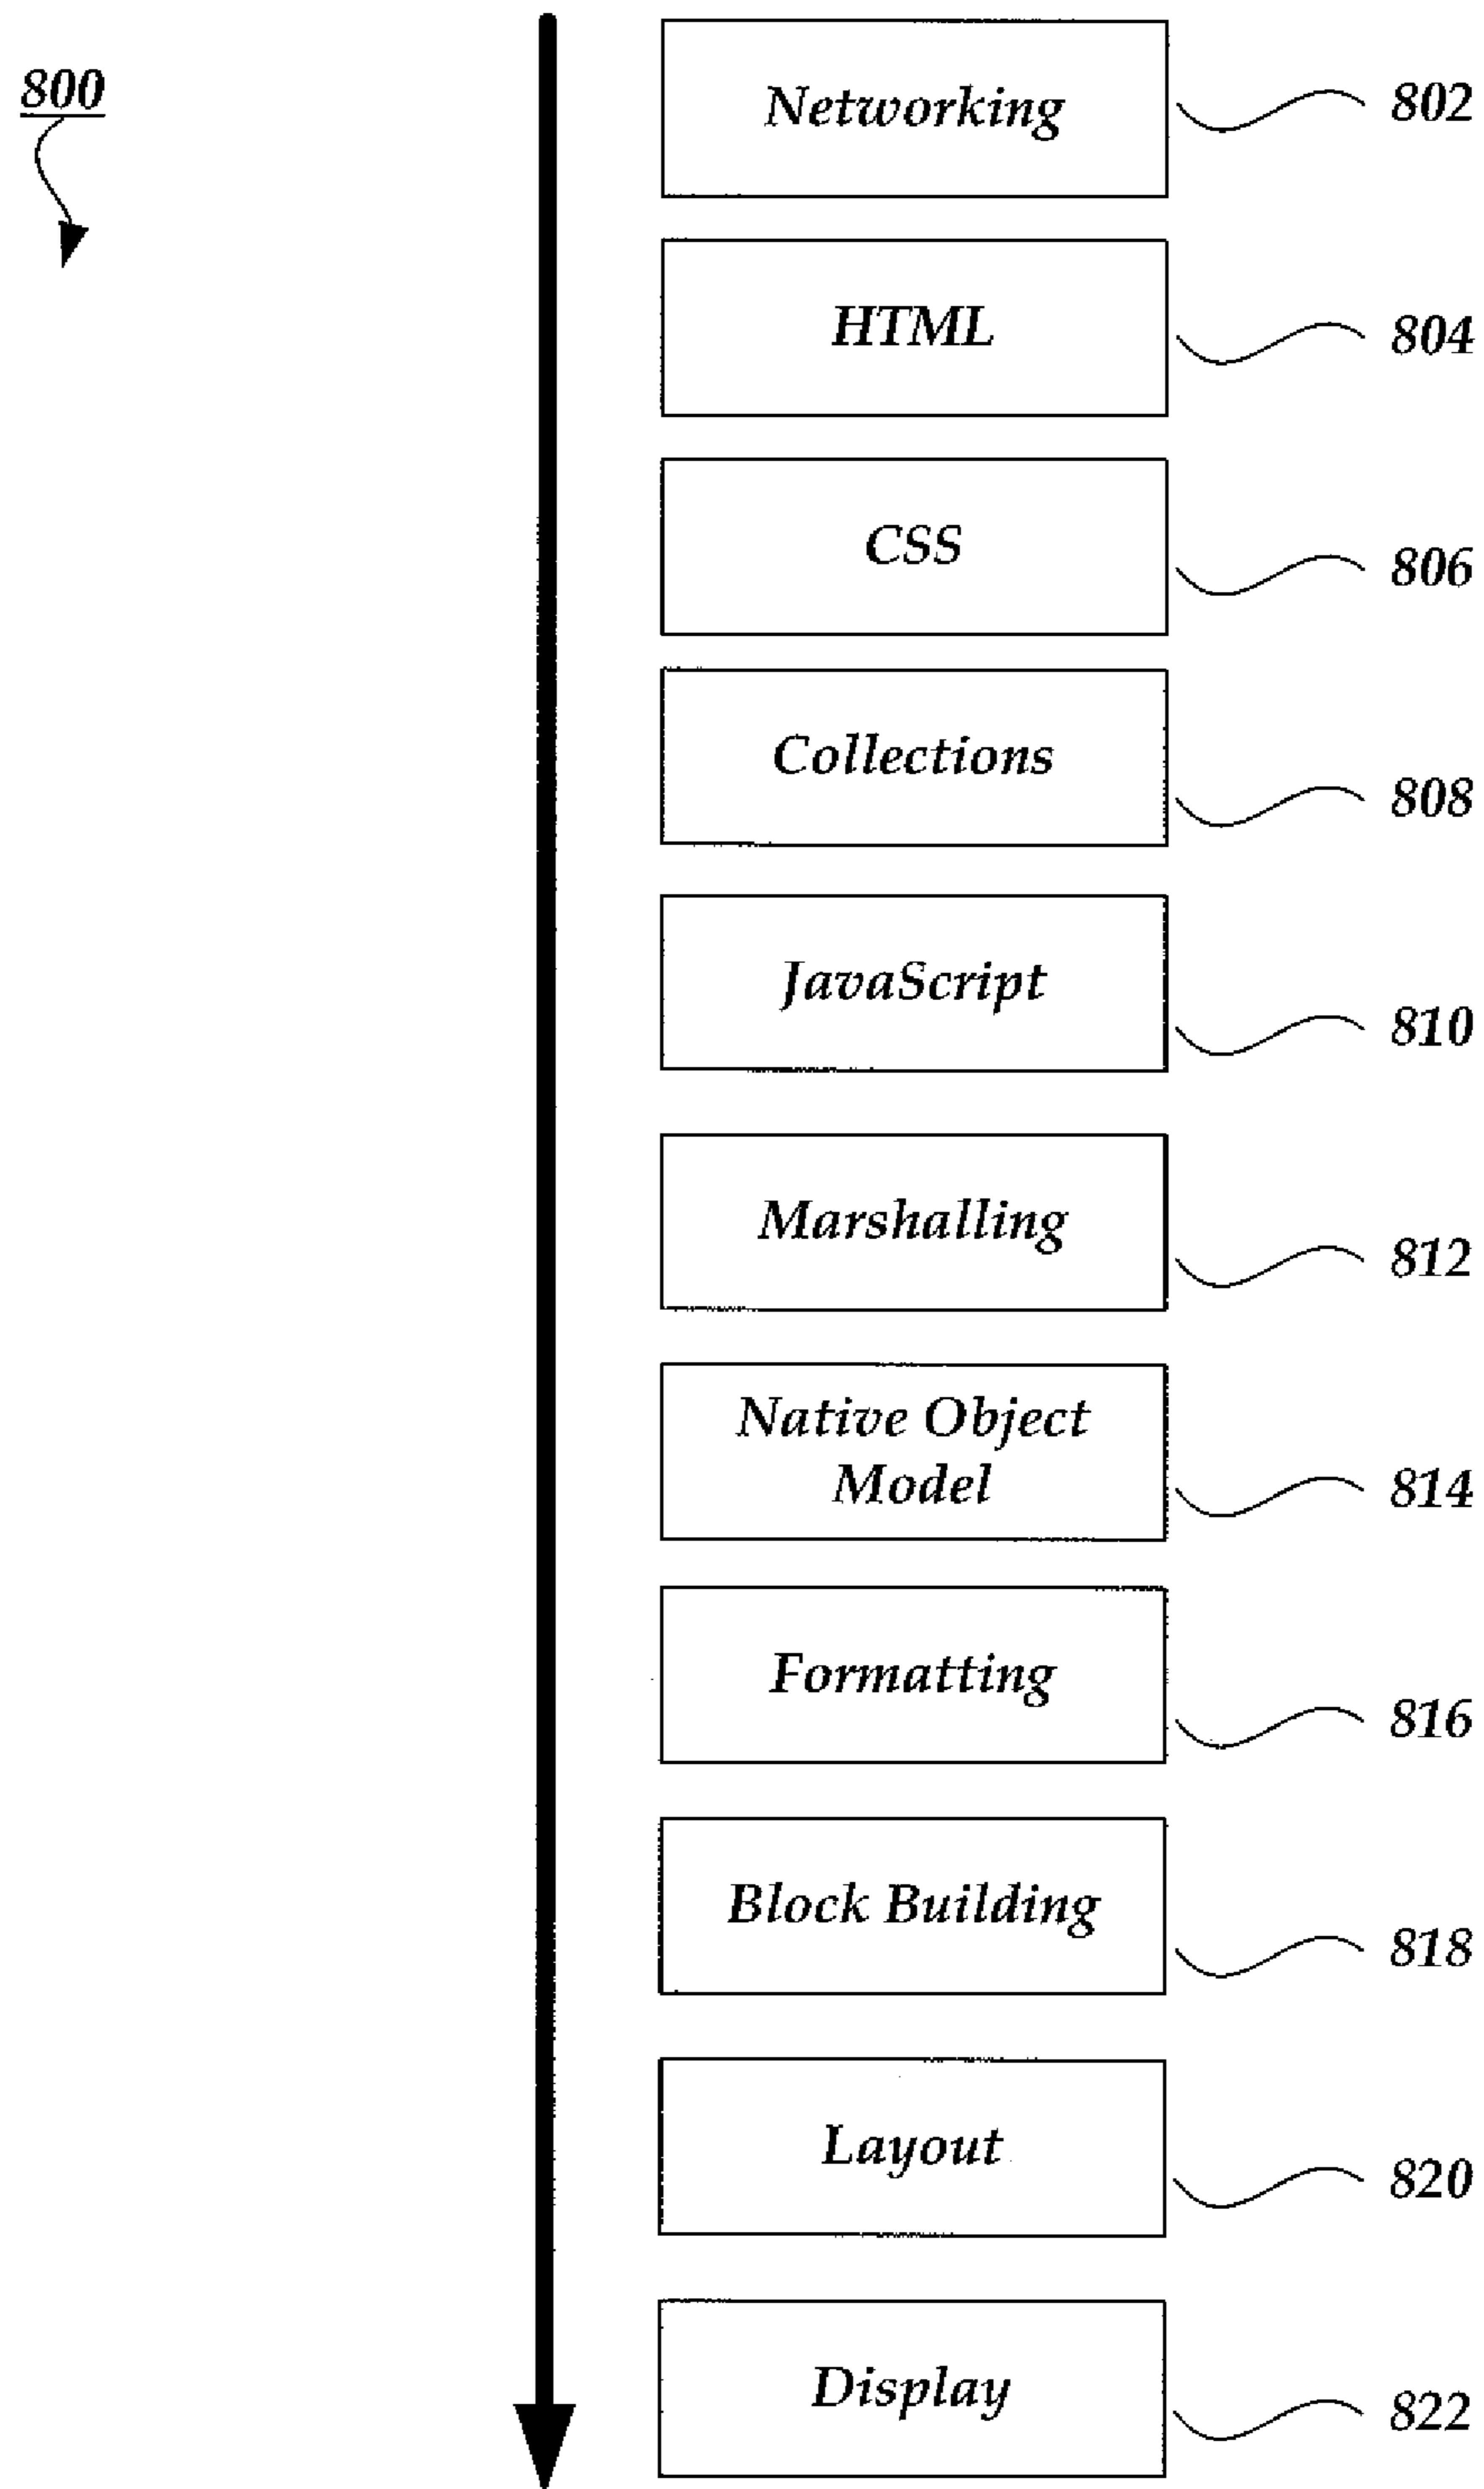 800
Networking
802
HTML
804
CSS
806
Collections
808
JavaScript
810
Marshalling
812
Native Object
Model
814
Formatting
816
Block Building
818
Layout
820
Display
822